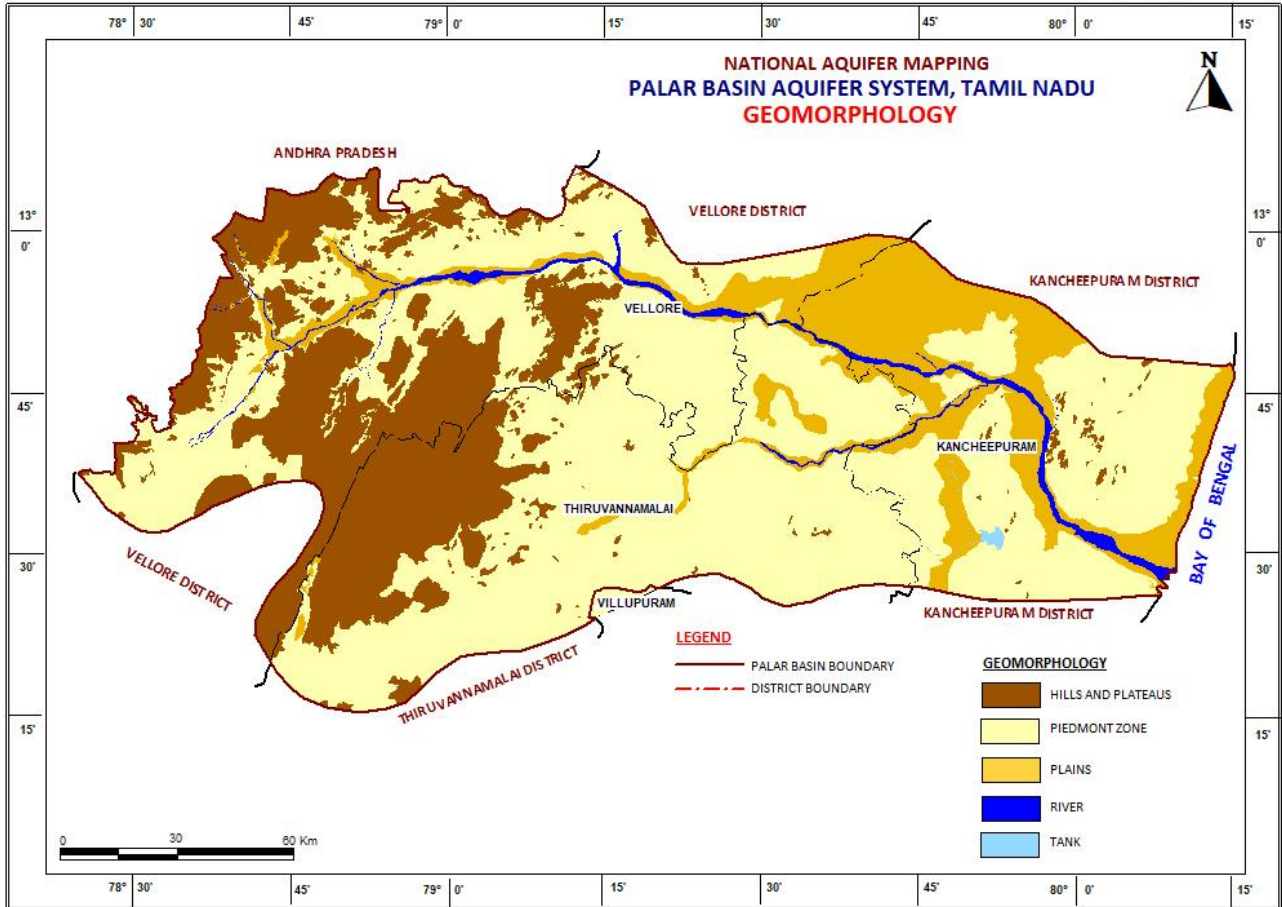 78° 30' 45' 79° 0' 15' 30' 45' 80° 0' 15'
NATIONAL AQUIFER MAPPING
PALAR BASIN AQUIFER SYSTEM, TAMIL NADU
GEOMORPHOLOGY
N
ANDHRA PRADESH
VELLORE DISTRICT
13° 0'
13° 0'
KANCHEEPURAM DISTRICT
VELLORE
45'
45'
KANCHEEPURAM
BAY OF BENGAL
THIRUVANNAMALAI
30'
30'
VELLORE DISTRICT
VILLUPURAM
KANCHEEPURAM DISTRICT
THIRUVANNAMALAI DISTRICT
LEGEND
PALAR BASIN BOUNDARY
DISTRICT BOUNDARY
GEOMORPHOLOGY
HILLS AND PLATEAUS
PIEDMONT ZONE
PLAINS
RIVER
TANK
15'
15'
0 30 60 Km
78° 30' 45' 79° 0' 15' 30' 45' 80° 0' 15'